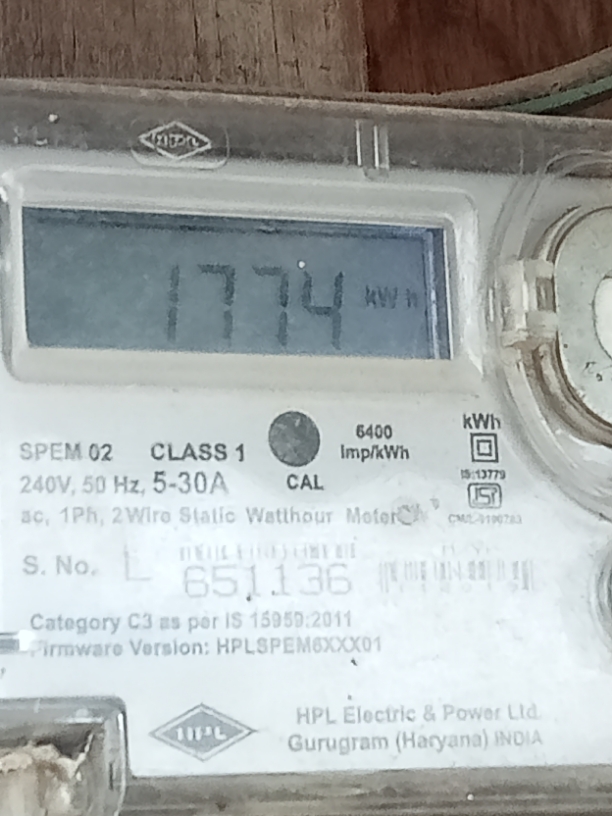 1774 kWh
SPEM 02 CLASS 1
6400
Imp/kWh
kWh
240V, 50 Hz, 5-30A
CAL
IS:13779
ac, 1Ph, 2Wire Static Watthour Meter
S. No. L 651136
Category C3 as per IS 15959:2011
Firmware Version: HPLSPEM6XXX01
HPL
HPL Electric & Power Ltd.
Gurugram (Haryana) INDIA